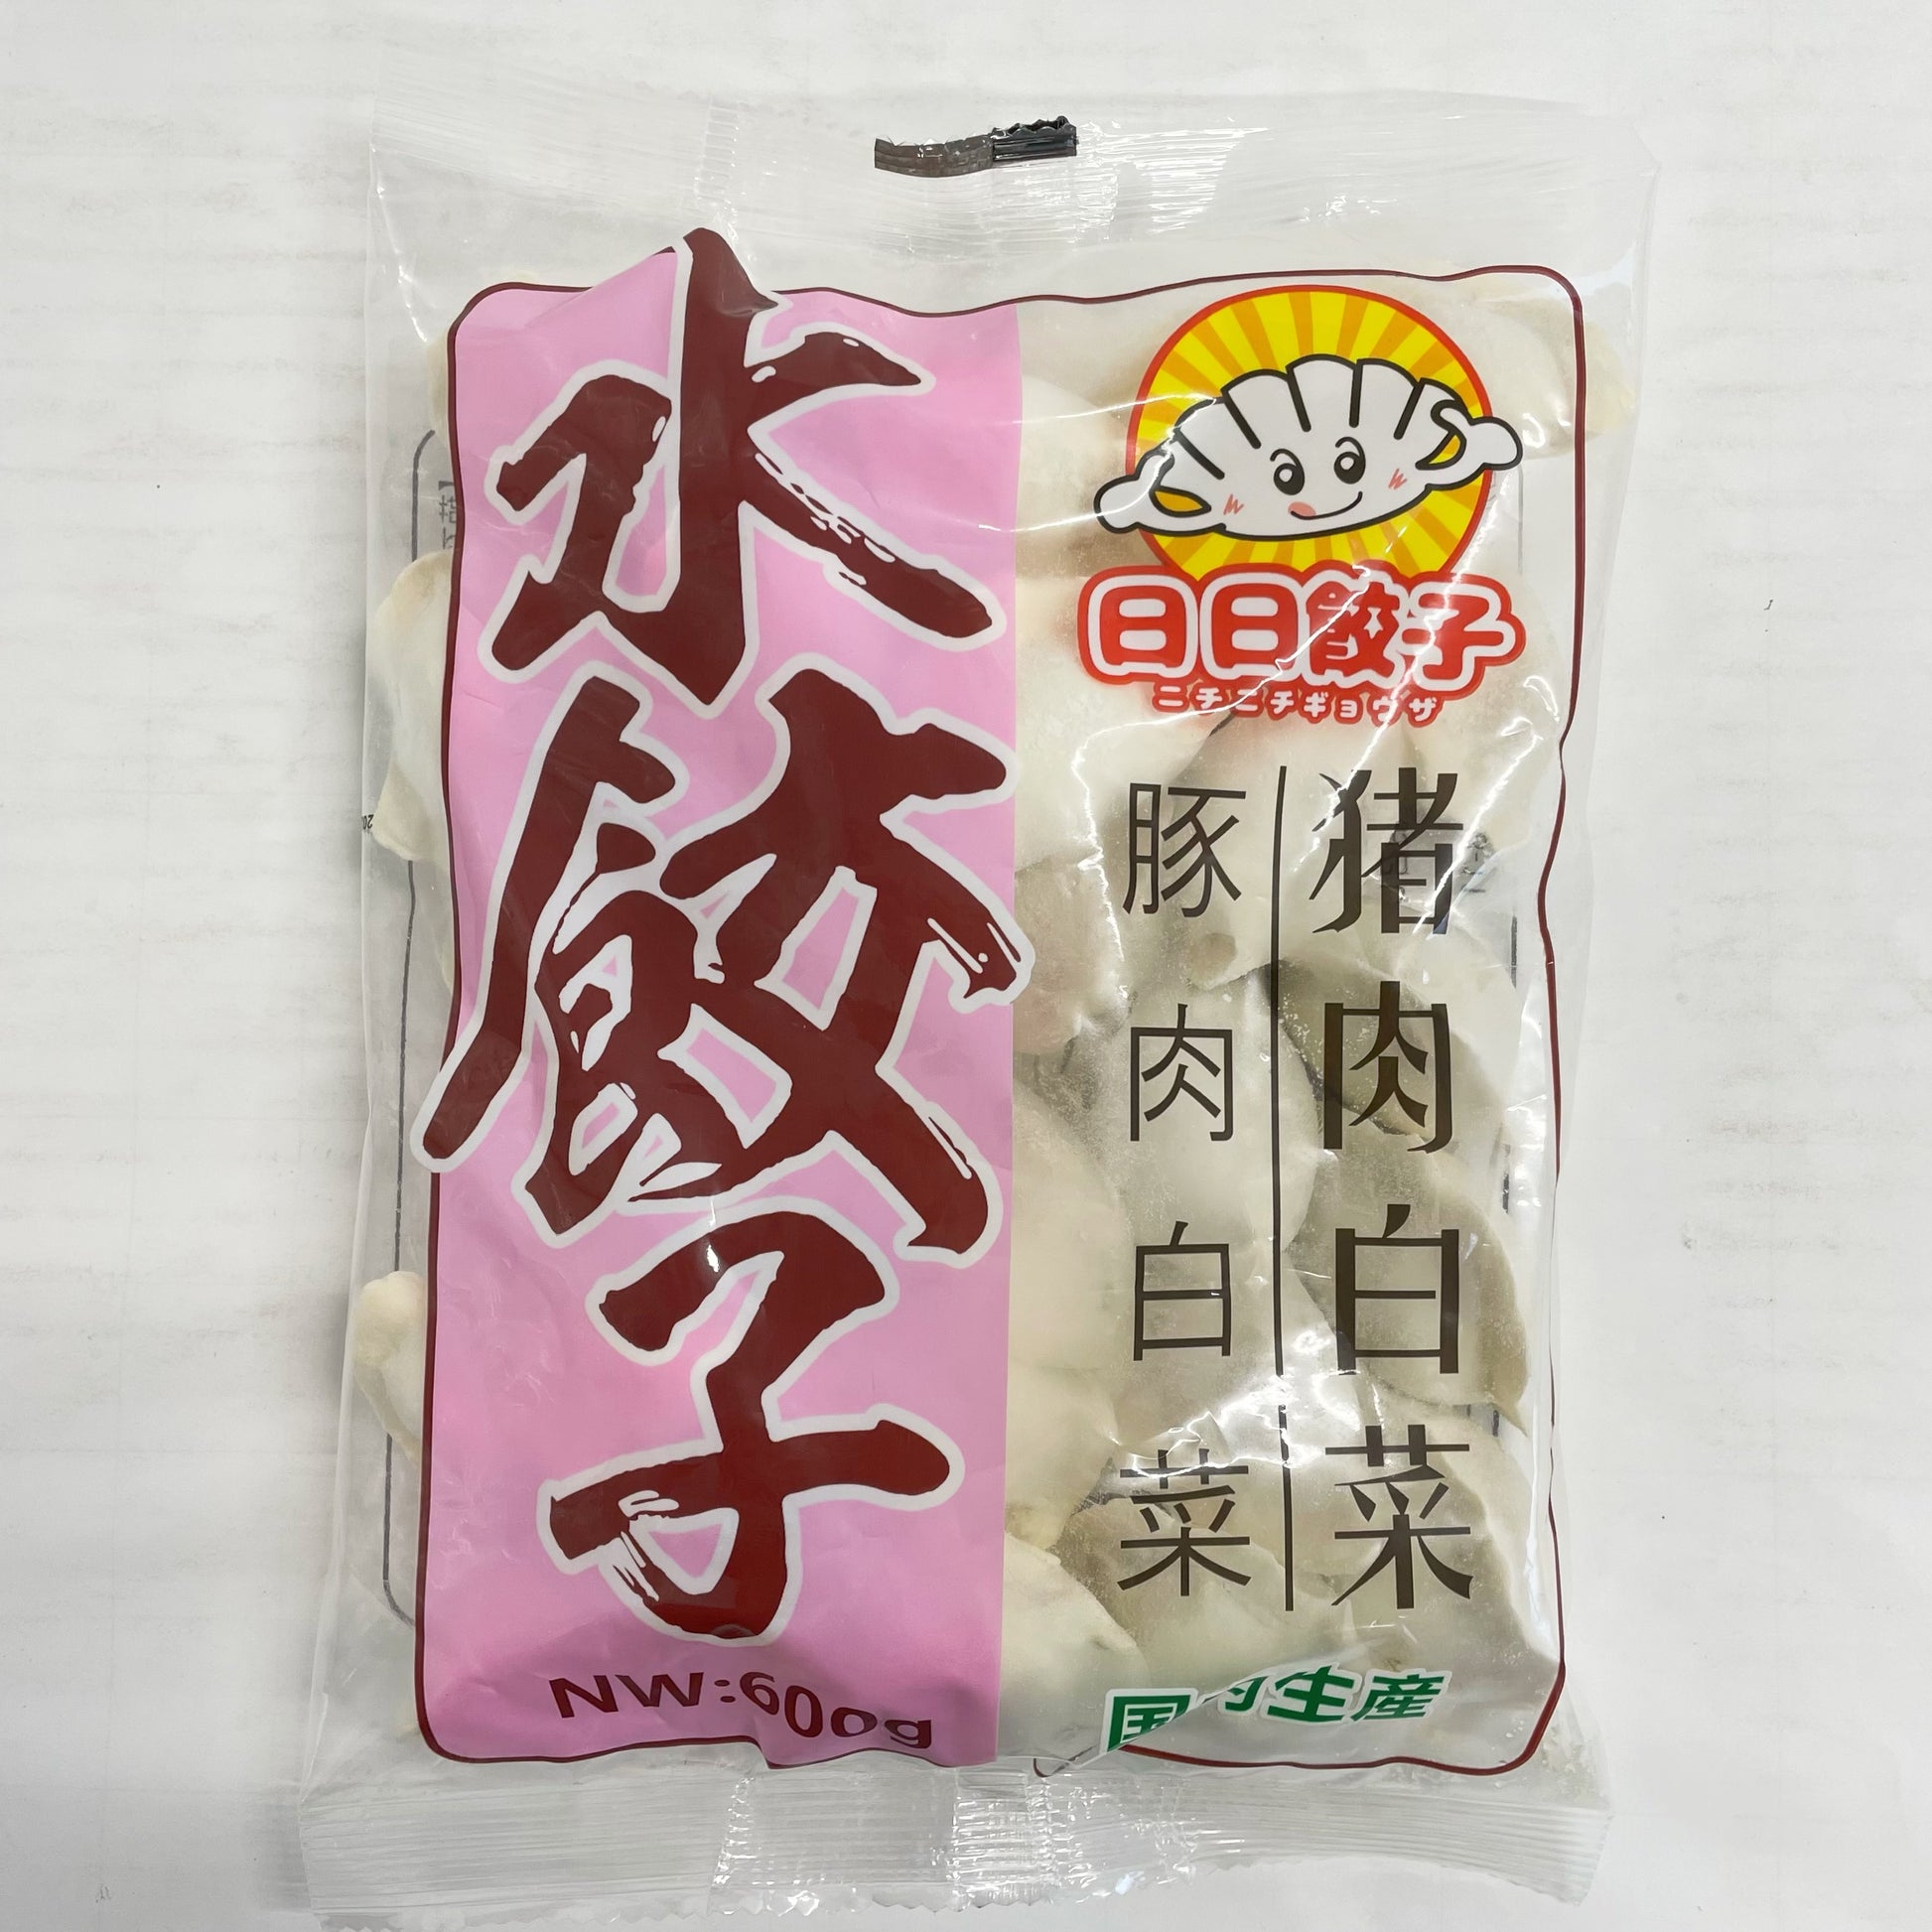 水餃子
NW:600g
日日餃子
ニチニチギョウザ
猪肉白菜
豚肉白菜
国内生産